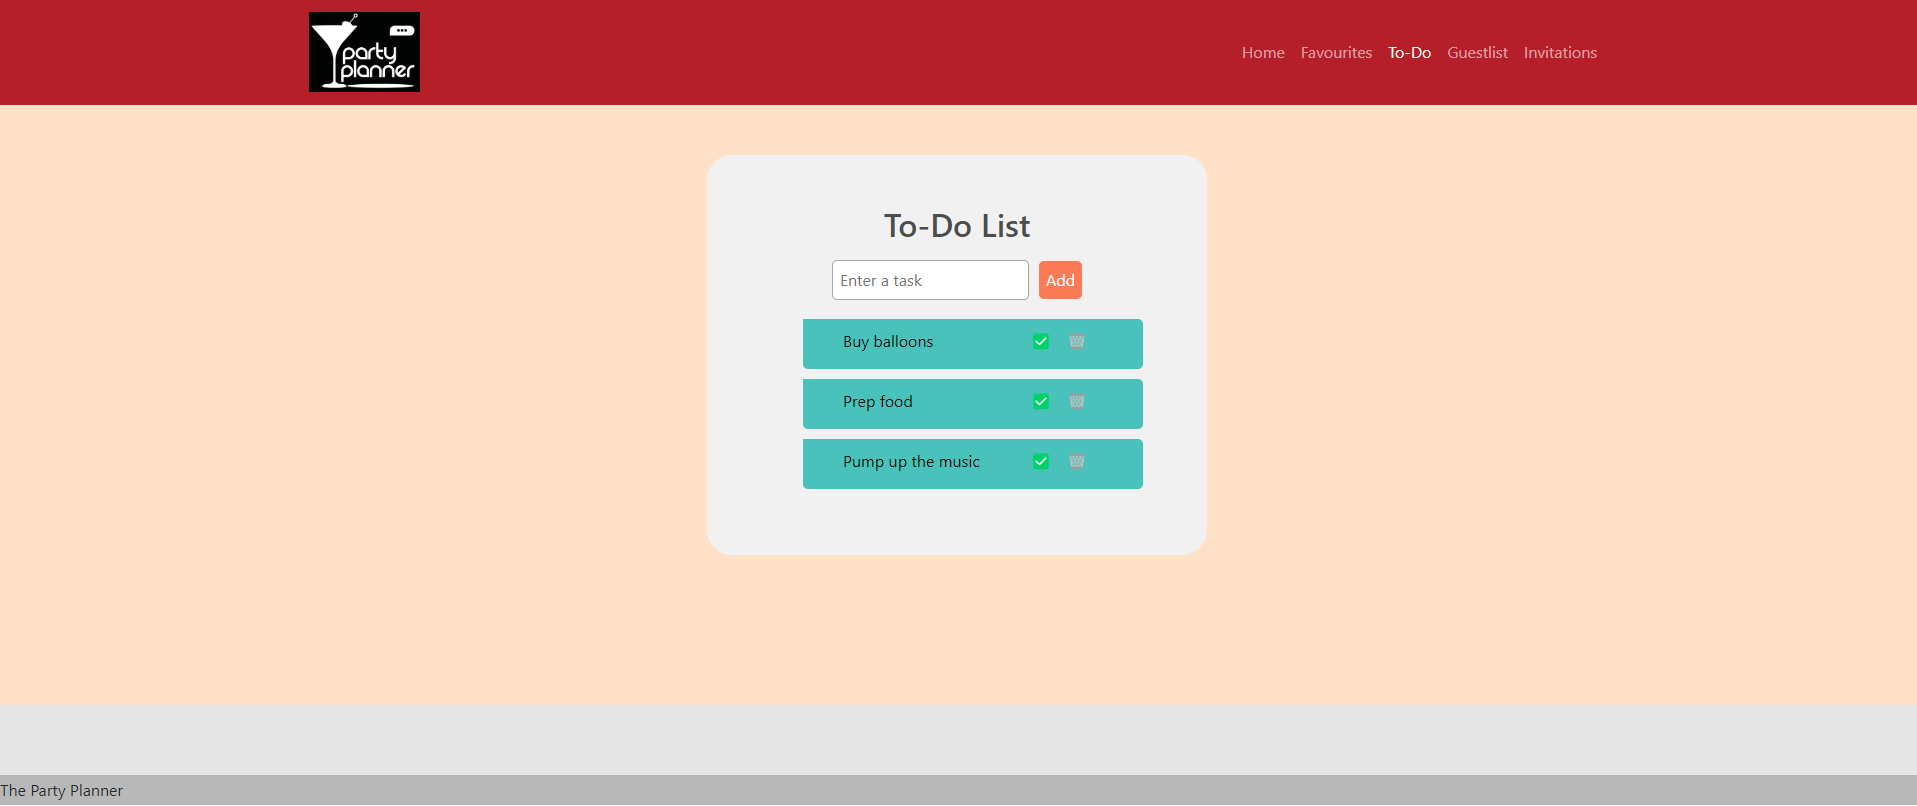 party
planner
Home Favourites To-Do Guestlist Invitations
To-Do List
Enter a task Add
Buy balloons
Prep food
Pump up the music
The Party Planner